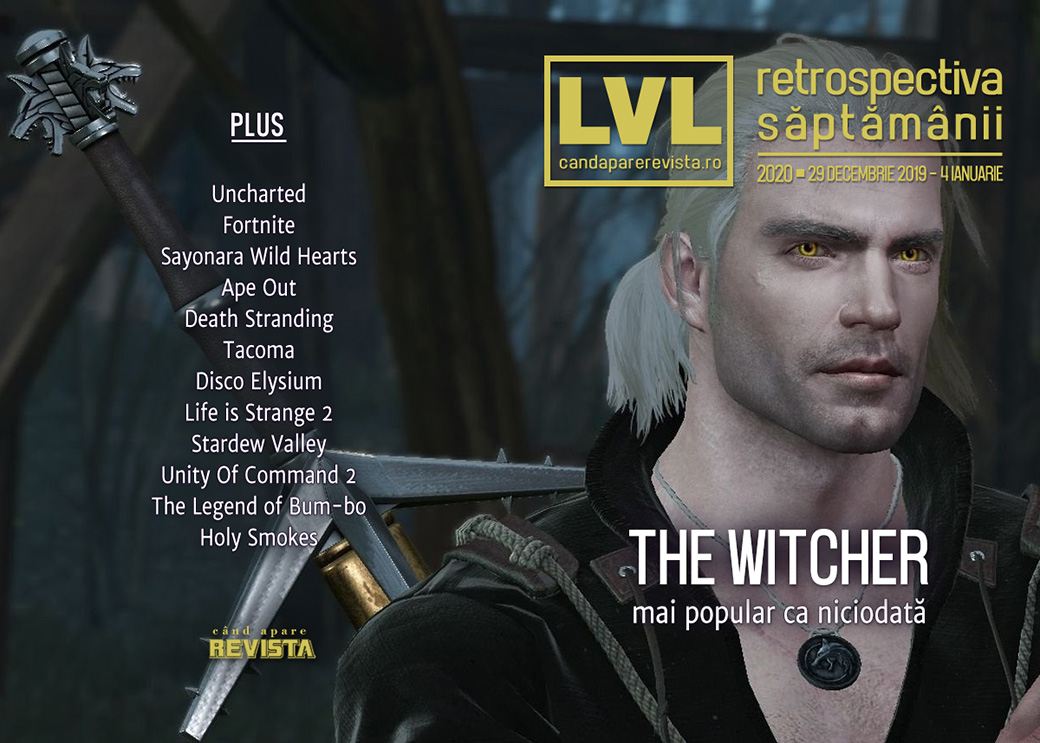 PLUS
Uncharted
Fortnite
Sayonara Wild Hearts
Ape Out
Death Stranding
Tacoma
Disco Elysium
Life is Strange 2
Stardew Valley
Unity Of Command 2
The Legend of Bum-bo
Holy Smokes
când apare
REVISTA
LVL
candaparerevista.ro
retrospectiva
săptămânii
2020 ▪ 29 DECEMBRIE 2019 - 4 IANUARIE
THE WITCHER
mai popular ca niciodată